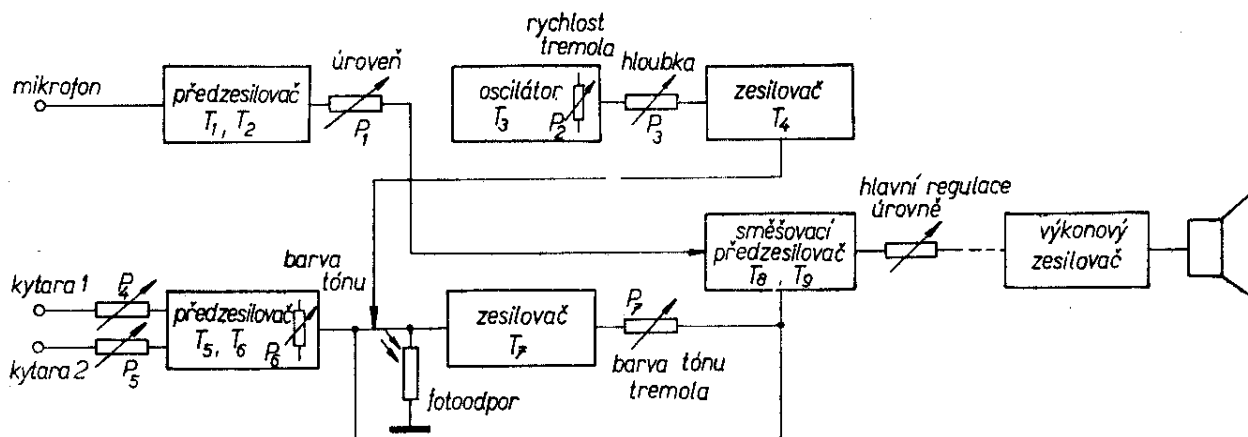 mikrofon
předzesilovač
T1, T2
úroveň
P1
rychlost
tremola
oscilátor
T3
P2
hloubka
P3
zesilovač
T4
hlavní regulace
úrovně
směšovací
předzesilovač
T8, T9
výkonový
zesilovač
kytara 1
P4
kytara 2
P5
předzesilovač
T5, T6
P6
barva
tónu
fotoodpor
zesilovač
T7
P7
barva tónu
tremola